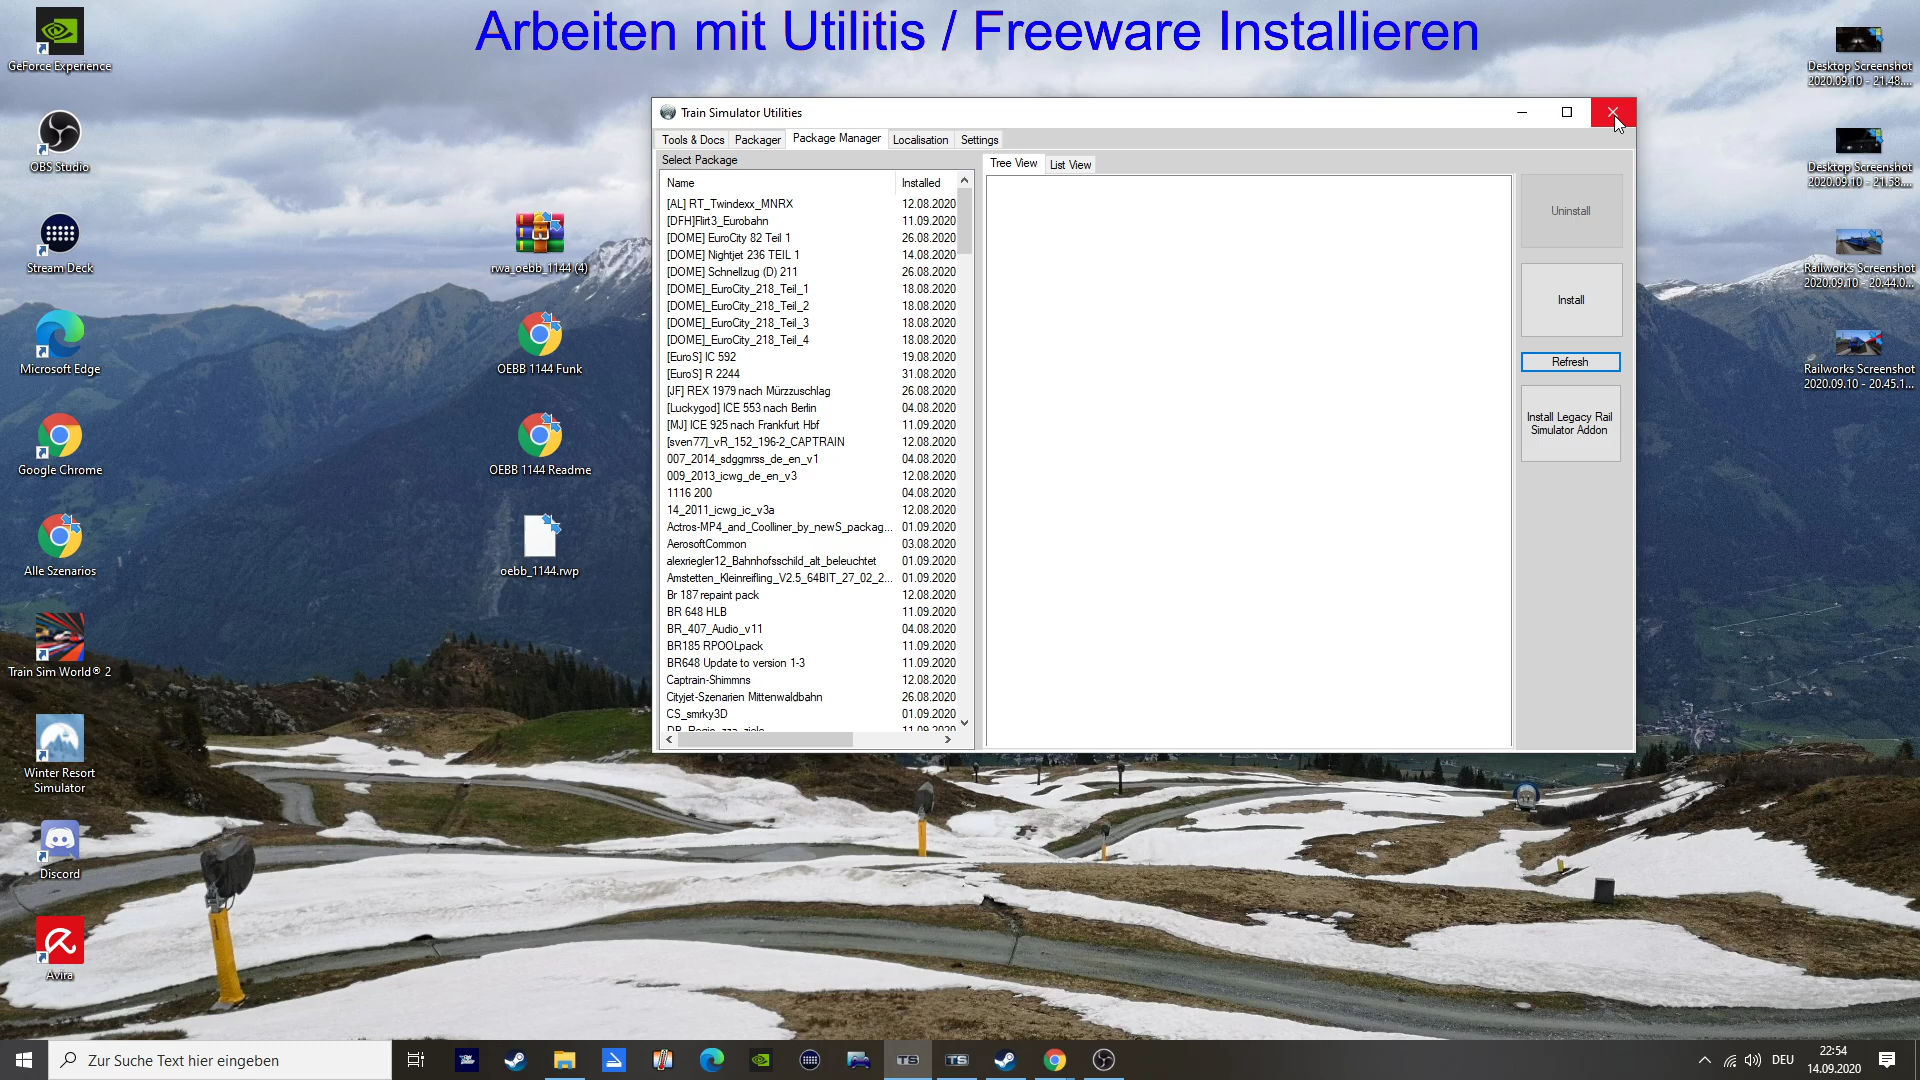 Arbeiten mit Utilitis / Freeware Installieren
GeForce Experience
OBS Studio
Stream Deck
Microsoft Edge
Google Chrome
Alle Szenarios
Train Sim World® 2
Winter Resort
Simulator
Discord
Avira
rwa_oebb_1144 (4)
OEBB 1144 Funk
OEBB 1144 Readme
oebb_1144.rwp
Train Simulator Utilities
Tools & Docs Packager Package Manager Localisation Settings
Select Package
Tree View List View
Name Installed
[AL] RT_Twindexx_MNRX 12.08.2020
[DFH]Flirt3_Eurobahn 11.09.2020
[DOME] EuroCity 82 Teil 1 26.08.2020
[DOME] Nightjet 236 TEIL 1 14.08.2020
[DOME] Schnellzug (D) 211 26.08.2020
[DOME]_EuroCity_218_Teil_1 18.08.2020
[DOME]_EuroCity_218_Teil_2 18.08.2020
[DOME]_EuroCity_218_Teil_3 18.08.2020
[DOME]_EuroCity_218_Teil_4 18.08.2020
[EuroS] IC 592 19.08.2020
[EuroS] R 2244 31.08.2020
[JF] REX 1979 nach Mürzzuschlag 26.08.2020
[Luckygod] ICE 553 nach Berlin 04.08.2020
[MJ] ICE 925 nach Frankfurt Hbf 11.09.2020
[sven77]_vR_152_196-2_CAPTRAIN 12.08.2020
007_2014_sdggmrss_de_en_v1 04.08.2020
009_2013_icwg_de_en_v3 12.08.2020
1116 200 04.08.2020
14_2011_icwg_ic_v3a 12.08.2020
Actros-MP4_and_Coolliner_by_newS_packag... 01.09.2020
AerosoftCommon 03.08.2020
alexriegler12_Bahnhofsschild_alt_beleuchtet 01.09.2020
Amstetten_Kleinreifling_V2.5_64BIT_27_02_2... 01.09.2020
Br 187 repaint pack 12.08.2020
BR 648 HLB 11.09.2020
BR_407_Audio_v11 04.08.2020
BR185 RPOOLpack 11.09.2020
BR648 Update to version 1-3 11.09.2020
Captrain-Shimmns 12.08.2020
Cityjet-Szenarien Mittenwaldbahn 26.08.2020
CS_smrky3D 01.09.2020
DB_Regio_zza_ziele 11.09.2020
Uninstall
Install
Refresh
Install Legacy Rail
Simulator Addon
Desktop Screenshot
2020.09.10 - 21.48....
Desktop Screenshot
2020.09.10 - 21.58....
Railworks Screenshot
2020.09.10 - 20.44.0...
Railworks Screenshot
2020.09.10 - 20.45.1...
Zur Suche Text hier eingeben
TS
TS
DEU
22:54
14.09.2020